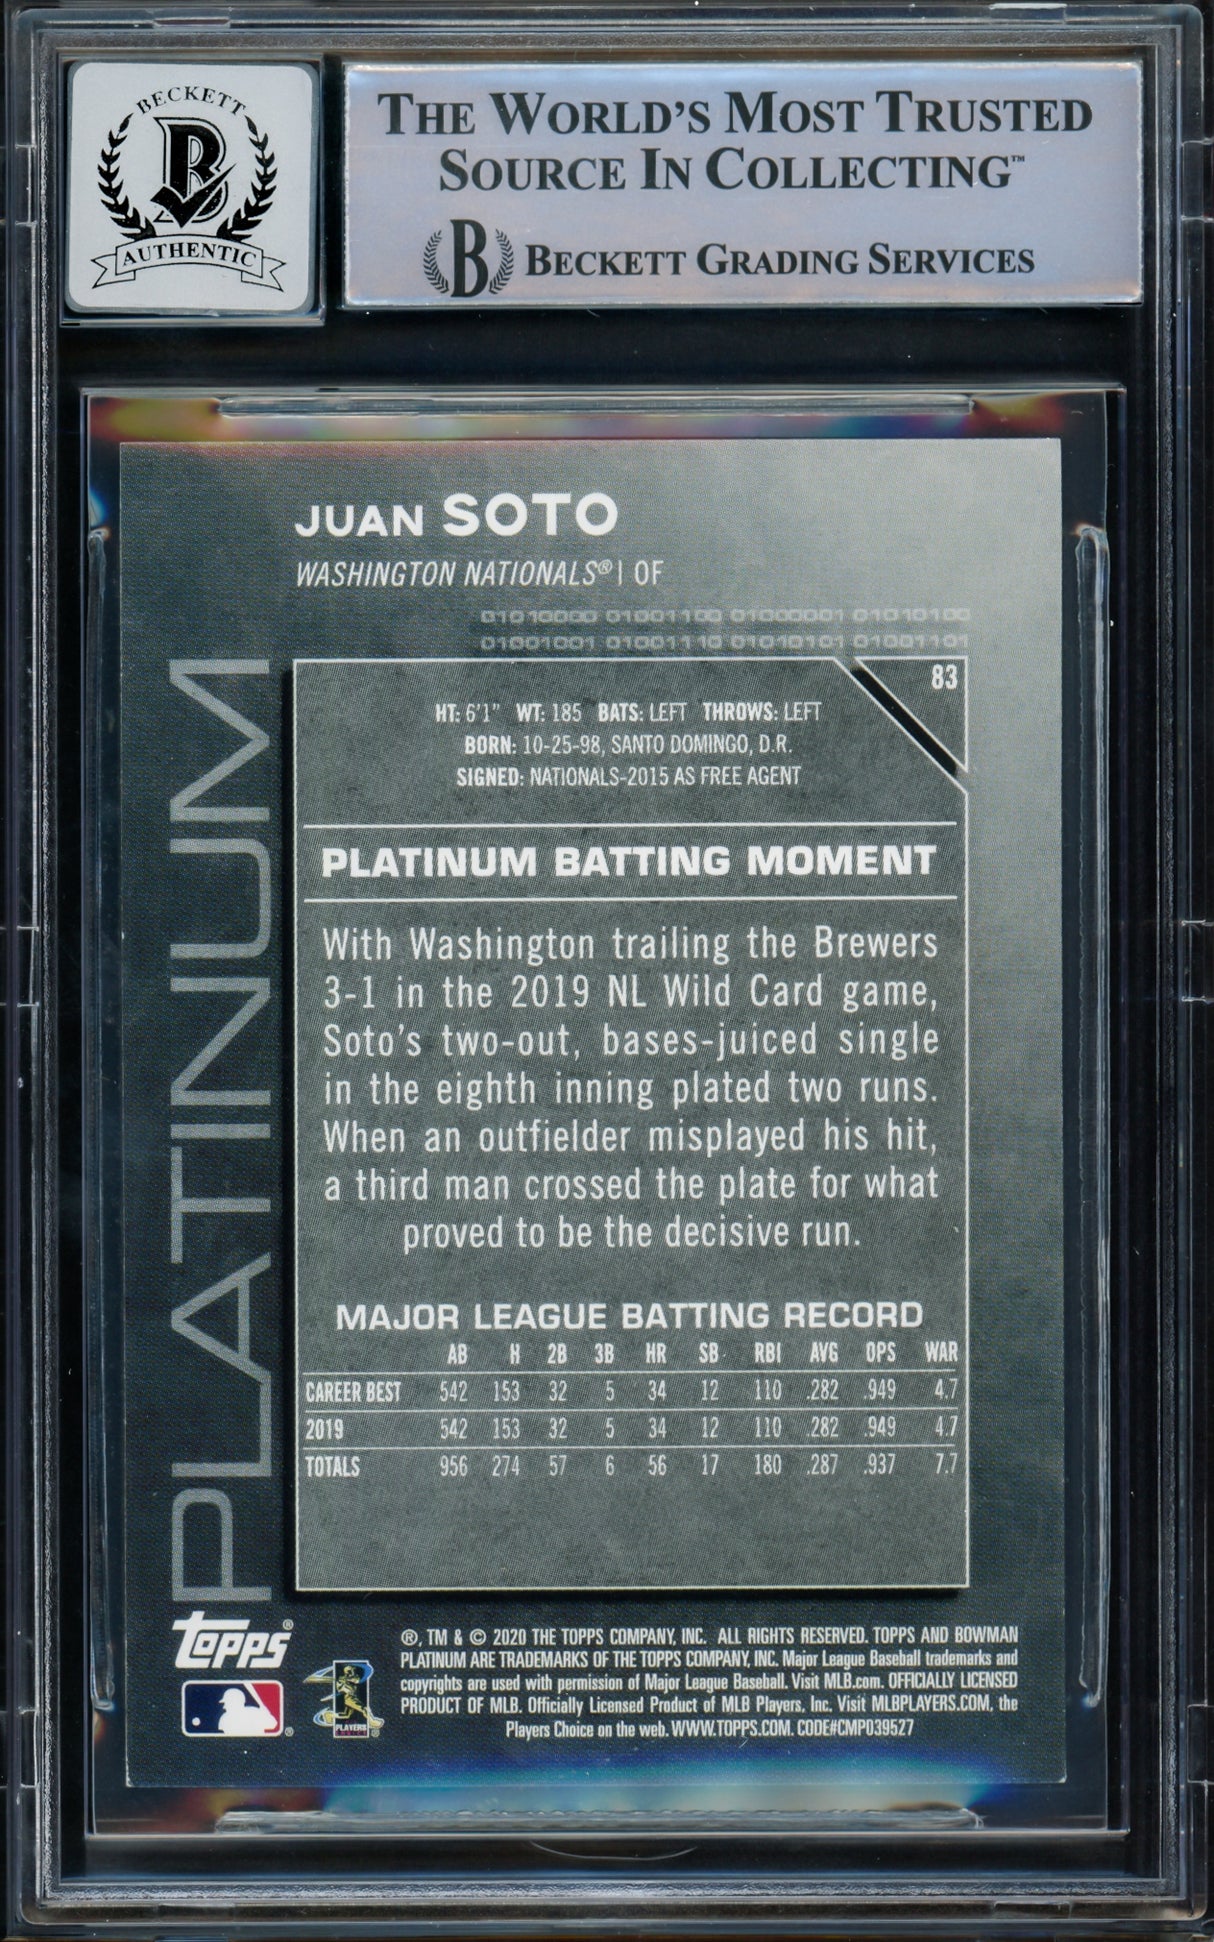 BECKETT
B
AUTHENTIC
THE WORLD'S MOST TRUSTED
SOURCE IN COLLECTING™
B BECKETT GRADING SERVICES
JUAN SOTO
WASHINGTON NATIONALS® | OF
01010000 01001100 01000001 01010100
01001001 01001110 01010101 01001101
PLATINUM
83
HT: 6'1" WT: 185 BATS: LEFT THROWS: LEFT
BORN: 10-25-98, SANTO DOMINGO, D.R.
SIGNED: NATIONALS-2015 AS FREE AGENT
PLATINUM BATTING MOMENT
With Washington trailing the Brewers
3-1 in the 2019 NL Wild Card game,
Soto's two-out, bases-juiced single
in the eighth inning plated two runs.
When an outfielder misplayed his hit,
a third man crossed the plate for what
proved to be the decisive run.
MAJOR LEAGUE BATTING RECORD
AB H 2B 3B HR SB RBI AVG OPS WAR
CAREER BEST 542 153 32 5 34 12 110 .282 .949 4.7
2019 542 153 32 5 34 12 110 .282 .949 4.7
TOTALS 956 274 57 6 56 17 180 .287 .937 7.7
topps®
PLAYERS
CHOICE
®, TM & © 2020 THE TOPPS COMPANY, INC. ALL RIGHTS RESERVED. TOPPS AND BOWMAN
PLATINUM ARE TRADEMARKS OF THE TOPPS COMPANY, INC. Major League Baseball trademarks and
copyrights are used with permission of Major League Baseball. Visit MLB.com. OFFICIALLY LICENSED
PRODUCT OF MLB. Officially Licensed Product of MLB Players, Inc. Visit MLBPLAYERS.COM, the
Players Choice on the web. WWW.TOPPS.COM. CODE#CMP039527